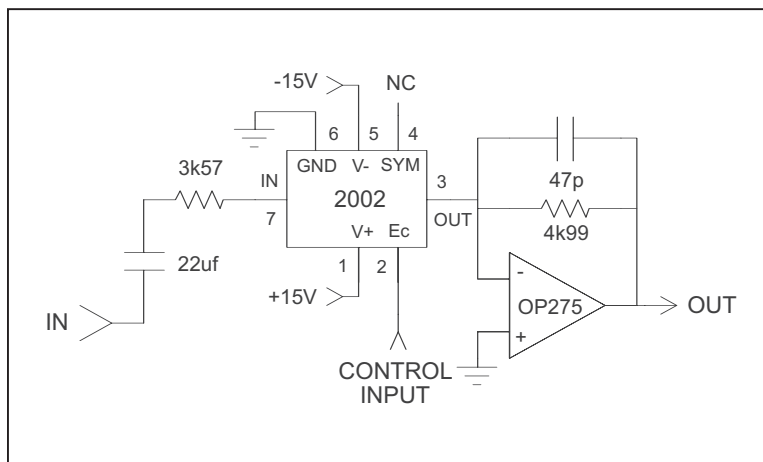 -15V
NC
6
5
4
3k57
GND
V-
SYM
47p
IN
3
2002
7
OUT
4k99
V+
Ec
22uf
1
2
-
+15V
OP275
OUT
IN
+
CONTROL
INPUT